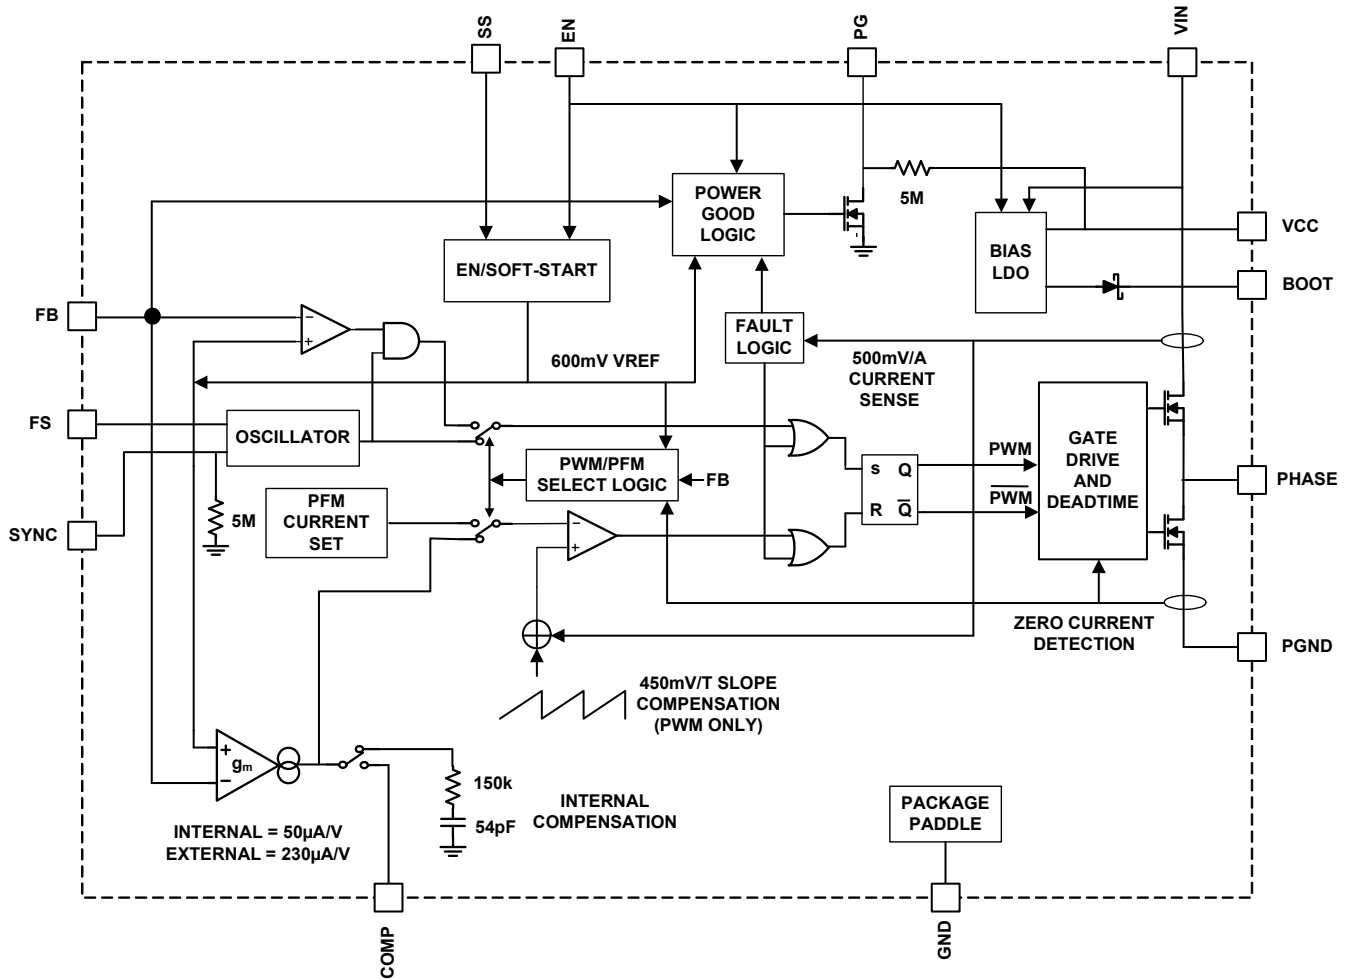 SS
EN
PG
VIN
POWER
GOOD
LOGIC
5M
BIAS
LDO
VCC
BOOT
EN/SOFT-START
FB
−
+
FAULT
LOGIC
600mV VREF
500mV/A
CURRENT
SENSE
FS
OSCILLATOR
PWM/PFM
SELECT LOGIC
FB
S Q
R Q̅
PWM
P̅W̅M̅
GATE
DRIVE
AND
DEADTIME
PHASE
SYNC
5M
PFM
CURRENT
SET
−
+
ZERO CURRENT
DETECTION
PGND
450mV/T SLOPE
COMPENSATION
(PWM ONLY)
+
gm
−
150k
54pF
INTERNAL
COMPENSATION
INTERNAL = 50µA/V
EXTERNAL = 230µA/V
PACKAGE
PADDLE
COMP
GND